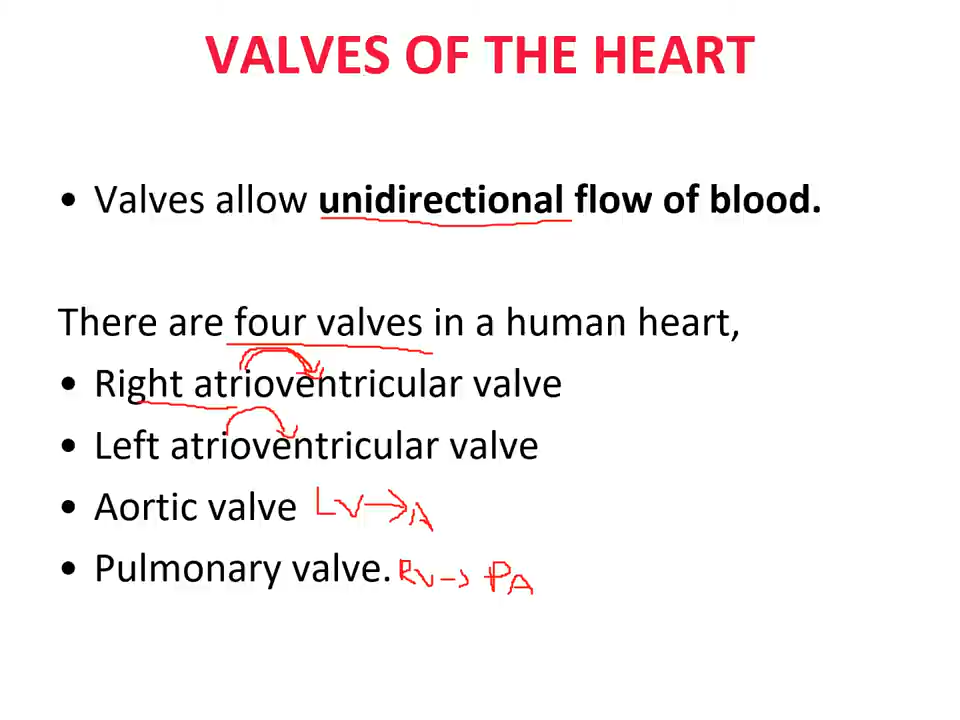 VALVES OF THE HEART
• Valves allow unidirectional flow of blood.
There are four valves in a human heart,
• Right atrioventricular valve
• Left atrioventricular valve
• Aortic valve LV→A
• Pulmonary valve. RV→ PA